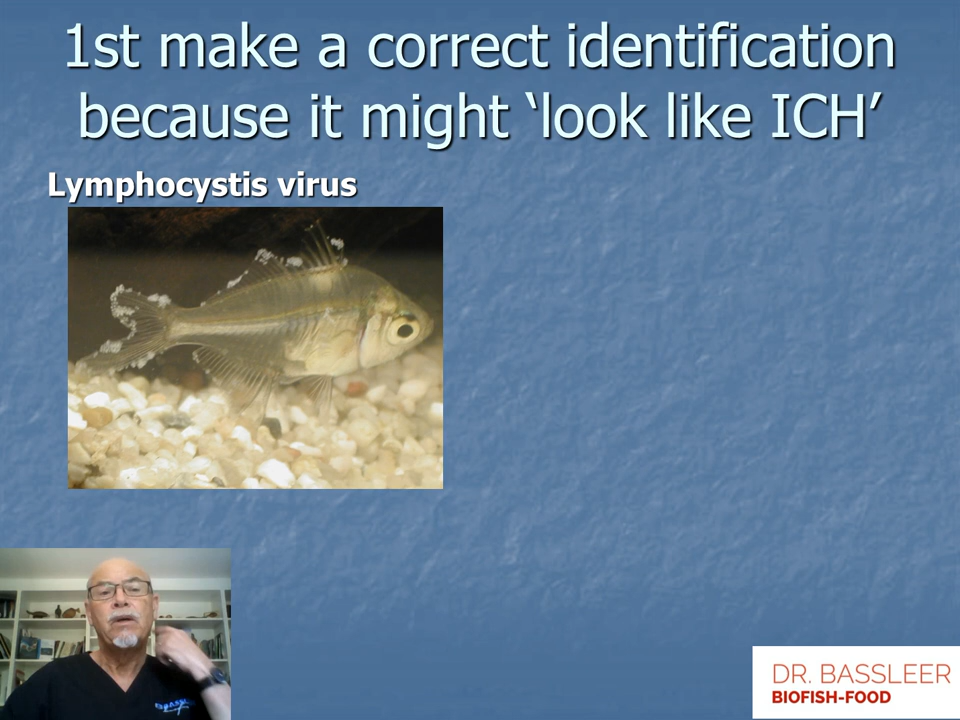 1st make a correct identification
because it might ‘look like ICH’
Lymphocystis virus
DR. BASSLEER
BIOFISH-FOOD